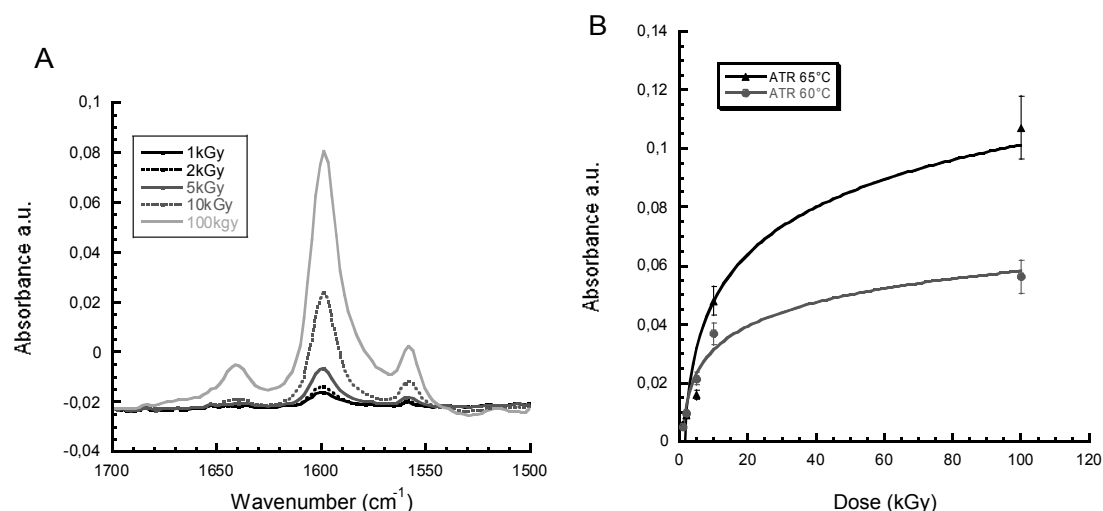 A
0,1
0,08
0,06
0,04
0,02
0
-0,02
-0,04
Absorbance a.u.
1kGy
2kGy
5kGy
10kGy
100kgy
1700
1650
1600
1550
1500
Wavenumber (cm-1)
B
0,14
0,12
0,1
0,08
0,06
0,04
0,02
0
Absorbance a.u.
ATR 65°C
ATR 60°C
0
20
40
60
80
100
120
Dose (kGy)